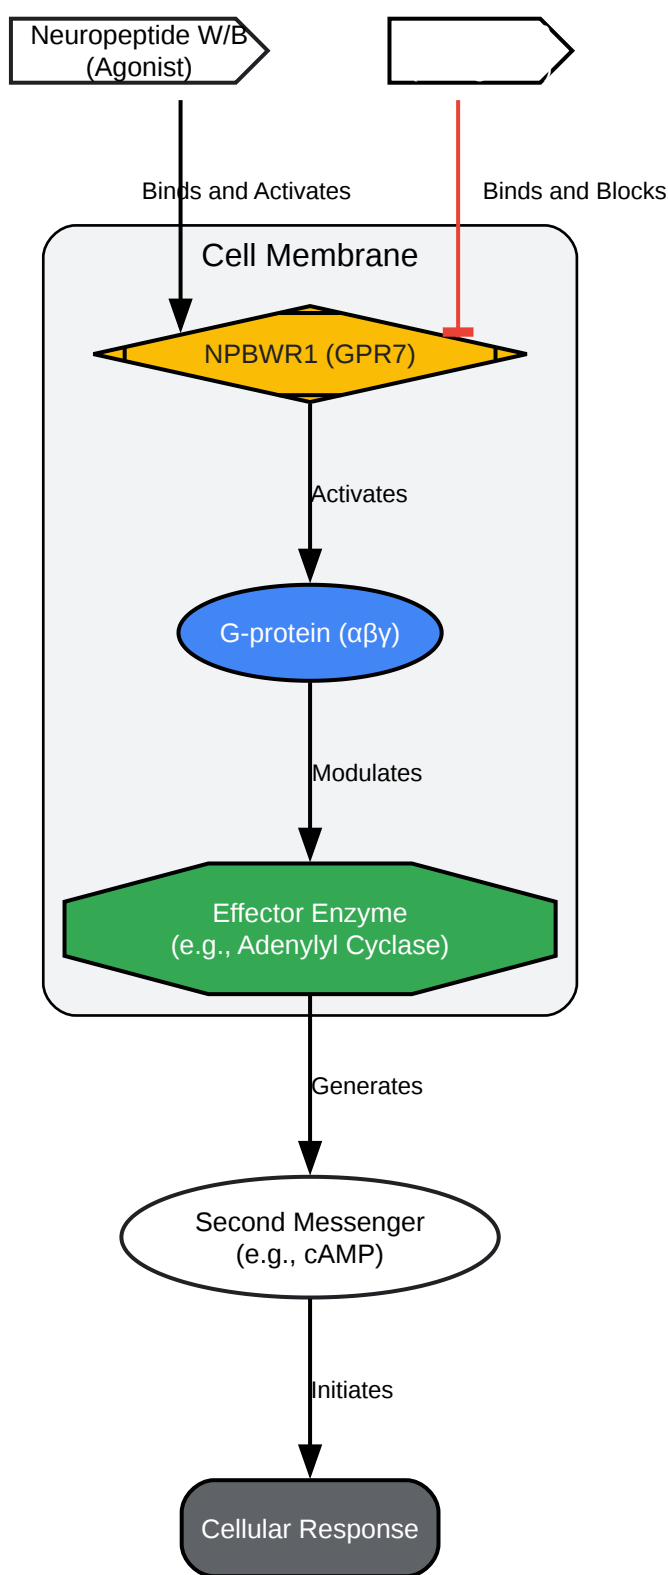 Neuropeptide W/B
(Agonist)
Binds and Activates
Binds and Blocks
Cell Membrane
NPBWR1 (GPR7)
Activates
G-protein (αβγ)
Modulates
Effector Enzyme
(e.g., Adenylyl Cyclase)
Generates
Second Messenger
(e.g., cAMP)
Initiates
Cellular Response